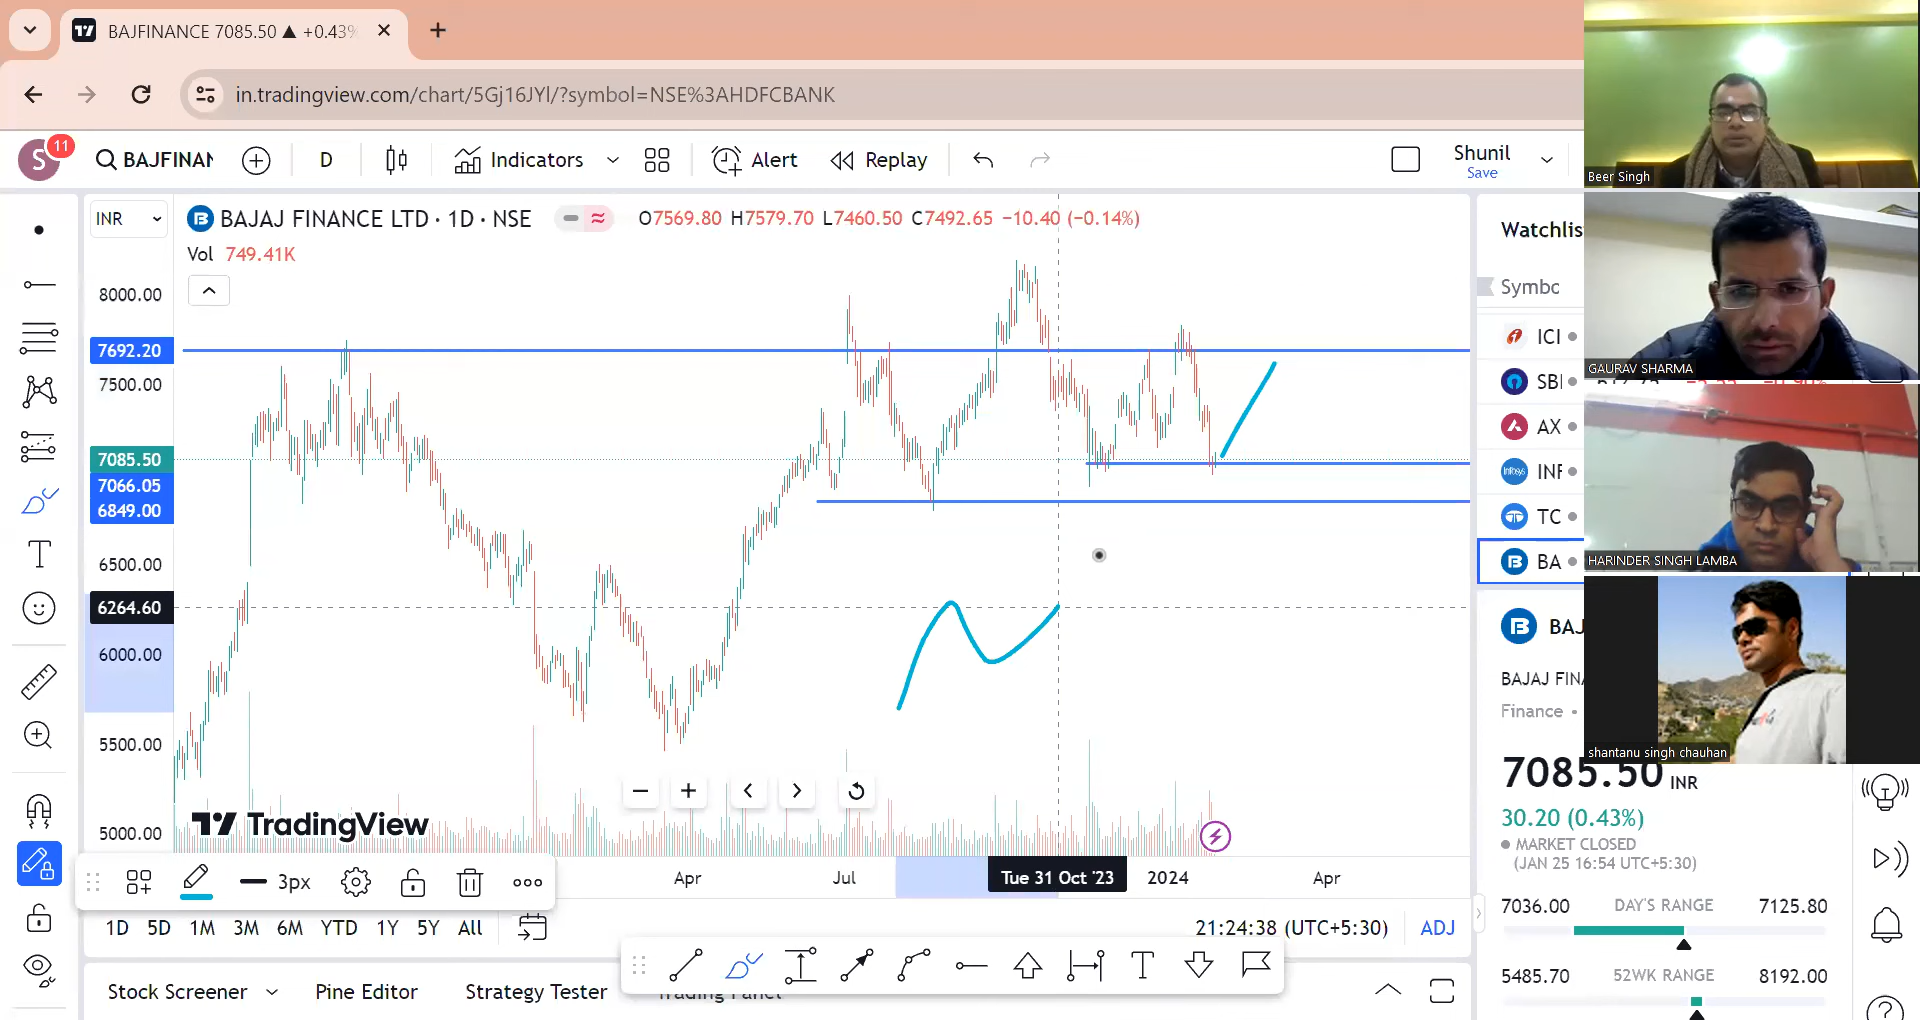 BAJFINANCE 7085.50 ▲ +0.43%
in.tradingview.com/chart/5Gj16JYl/?symbol=NSE%3AHDFCBANK
S 11 BAJFINAN D Indicators Alert Replay Shunil
Save
INR BAJAJ FINANCE LTD · 1D · NSE O7569.80 H7579.70 L7460.50 C7492.65 −10.40 (−0.14%)
Vol 749.41K
8000.00
7692.20
7500.00
7085.50
7066.05
6849.00
6500.00
6264.60
6000.00
5500.00
5000.00
TradingView
Apr Jul Tue 31 Oct '23 2024 Apr
3px
1D 5D 1M 3M 6M YTD 1Y 5Y All 21:24:38 (UTC+5:30) ADJ
Stock Screener Pine Editor Strategy Tester Trading Panel
Watchlis
Symbc
ICI
SBI
AX
INF
TC
BA
BAJ
BAJAJ FINA
Finance •
7085.50 INR
30.20 (0.43%)
MARKET CLOSED
(JAN 25 16:54 UTC+5:30)
7036.00 DAY'S RANGE 7125.80
5485.70 52WK RANGE 8192.00
Beer Singh
GAURAV SHARMA
HARINDER SINGH LAMBA
shantanu singh chauhan